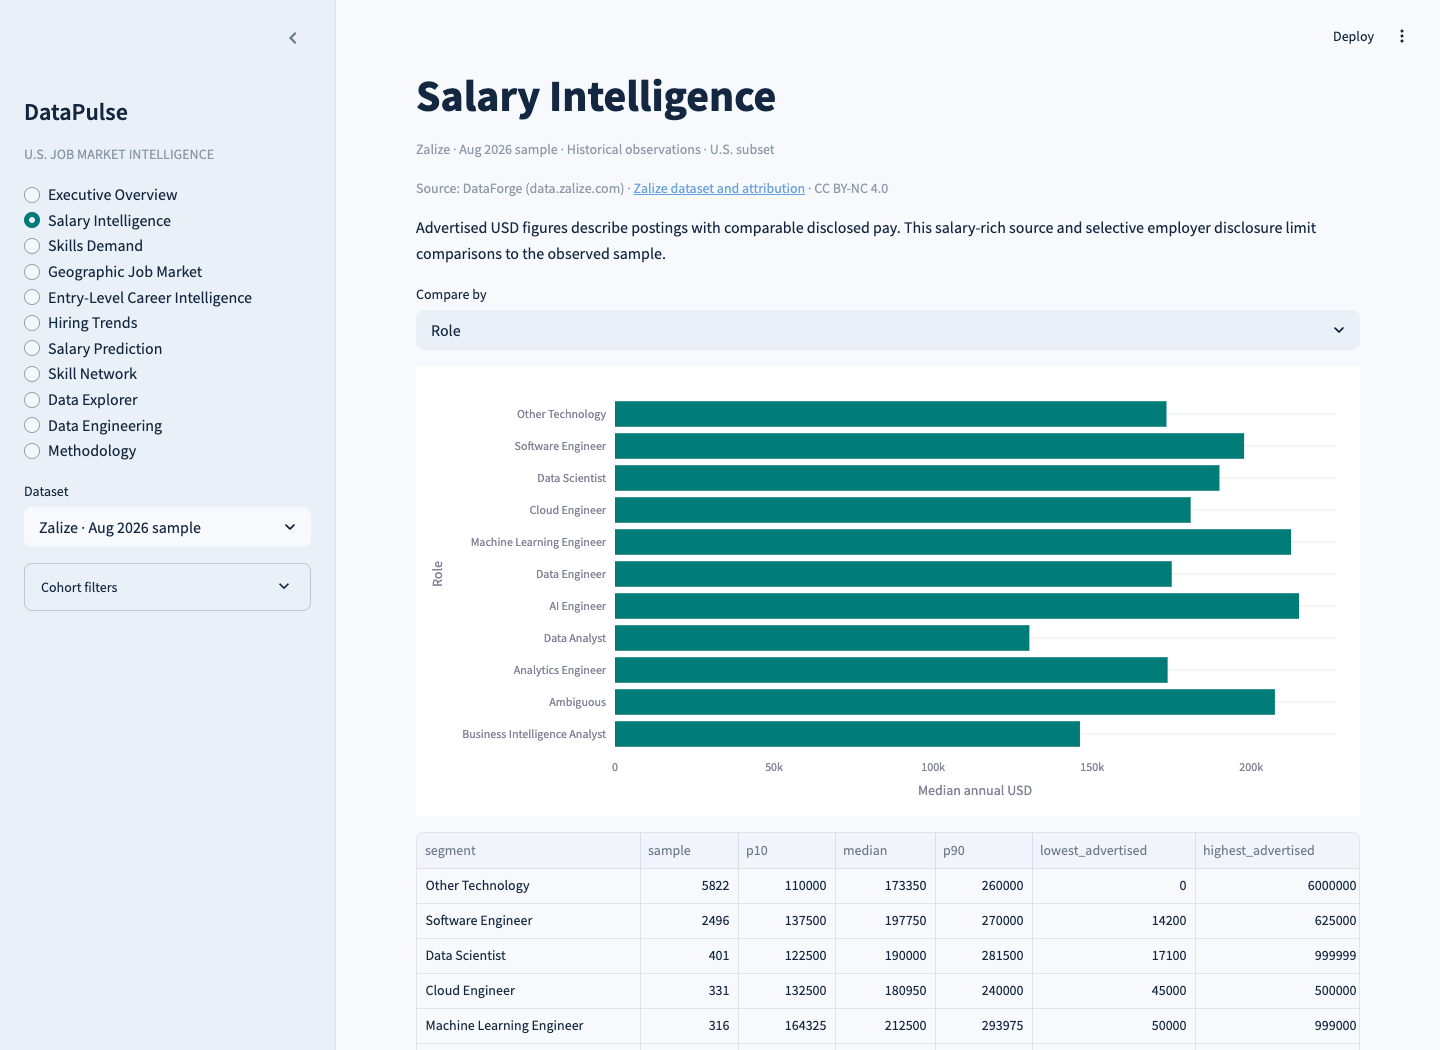 Deploy
DataPulse
U.S. JOB MARKET INTELLIGENCE
Executive Overview
Salary Intelligence
Skills Demand
Geographic Job Market
Entry-Level Career Intelligence
Hiring Trends
Salary Prediction
Skill Network
Data Explorer
Data Engineering
Methodology
Dataset
Zalize · Aug 2026 sample
Cohort filters
Salary Intelligence
Zalize · Aug 2026 sample · Historical observations · U.S. subset
Source: DataForge (data.zalize.com) · Zalize dataset and attribution · CC BY-NC 4.0
Advertised USD figures describe postings with comparable disclosed pay. This salary-rich source and selective employer disclosure limit
comparisons to the observed sample.
Compare by
Role
Role
Other Technology
Software Engineer
Data Scientist
Cloud Engineer
Machine Learning Engineer
Data Engineer
AI Engineer
Data Analyst
Analytics Engineer
Ambiguous
Business Intelligence Analyst
0 50k 100k 150k 200k
Median annual USD
segment sample p10 median p90 lowest_advertised highest_advertised
Other Technology 5822 110000 173350 260000 0 6000000
Software Engineer 2496 137500 197750 270000 14200 625000
Data Scientist 401 122500 190000 281500 17100 999999
Cloud Engineer 331 132500 180950 240000 45000 500000
Machine Learning Engineer 316 164325 212500 293975 50000 999000